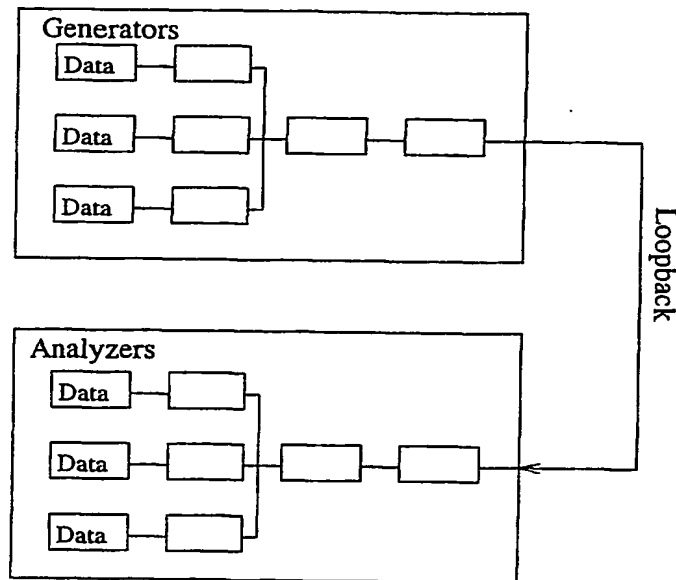 Generators
Data
Data
Data
Loopback
Analyzers
Data
Data
Data